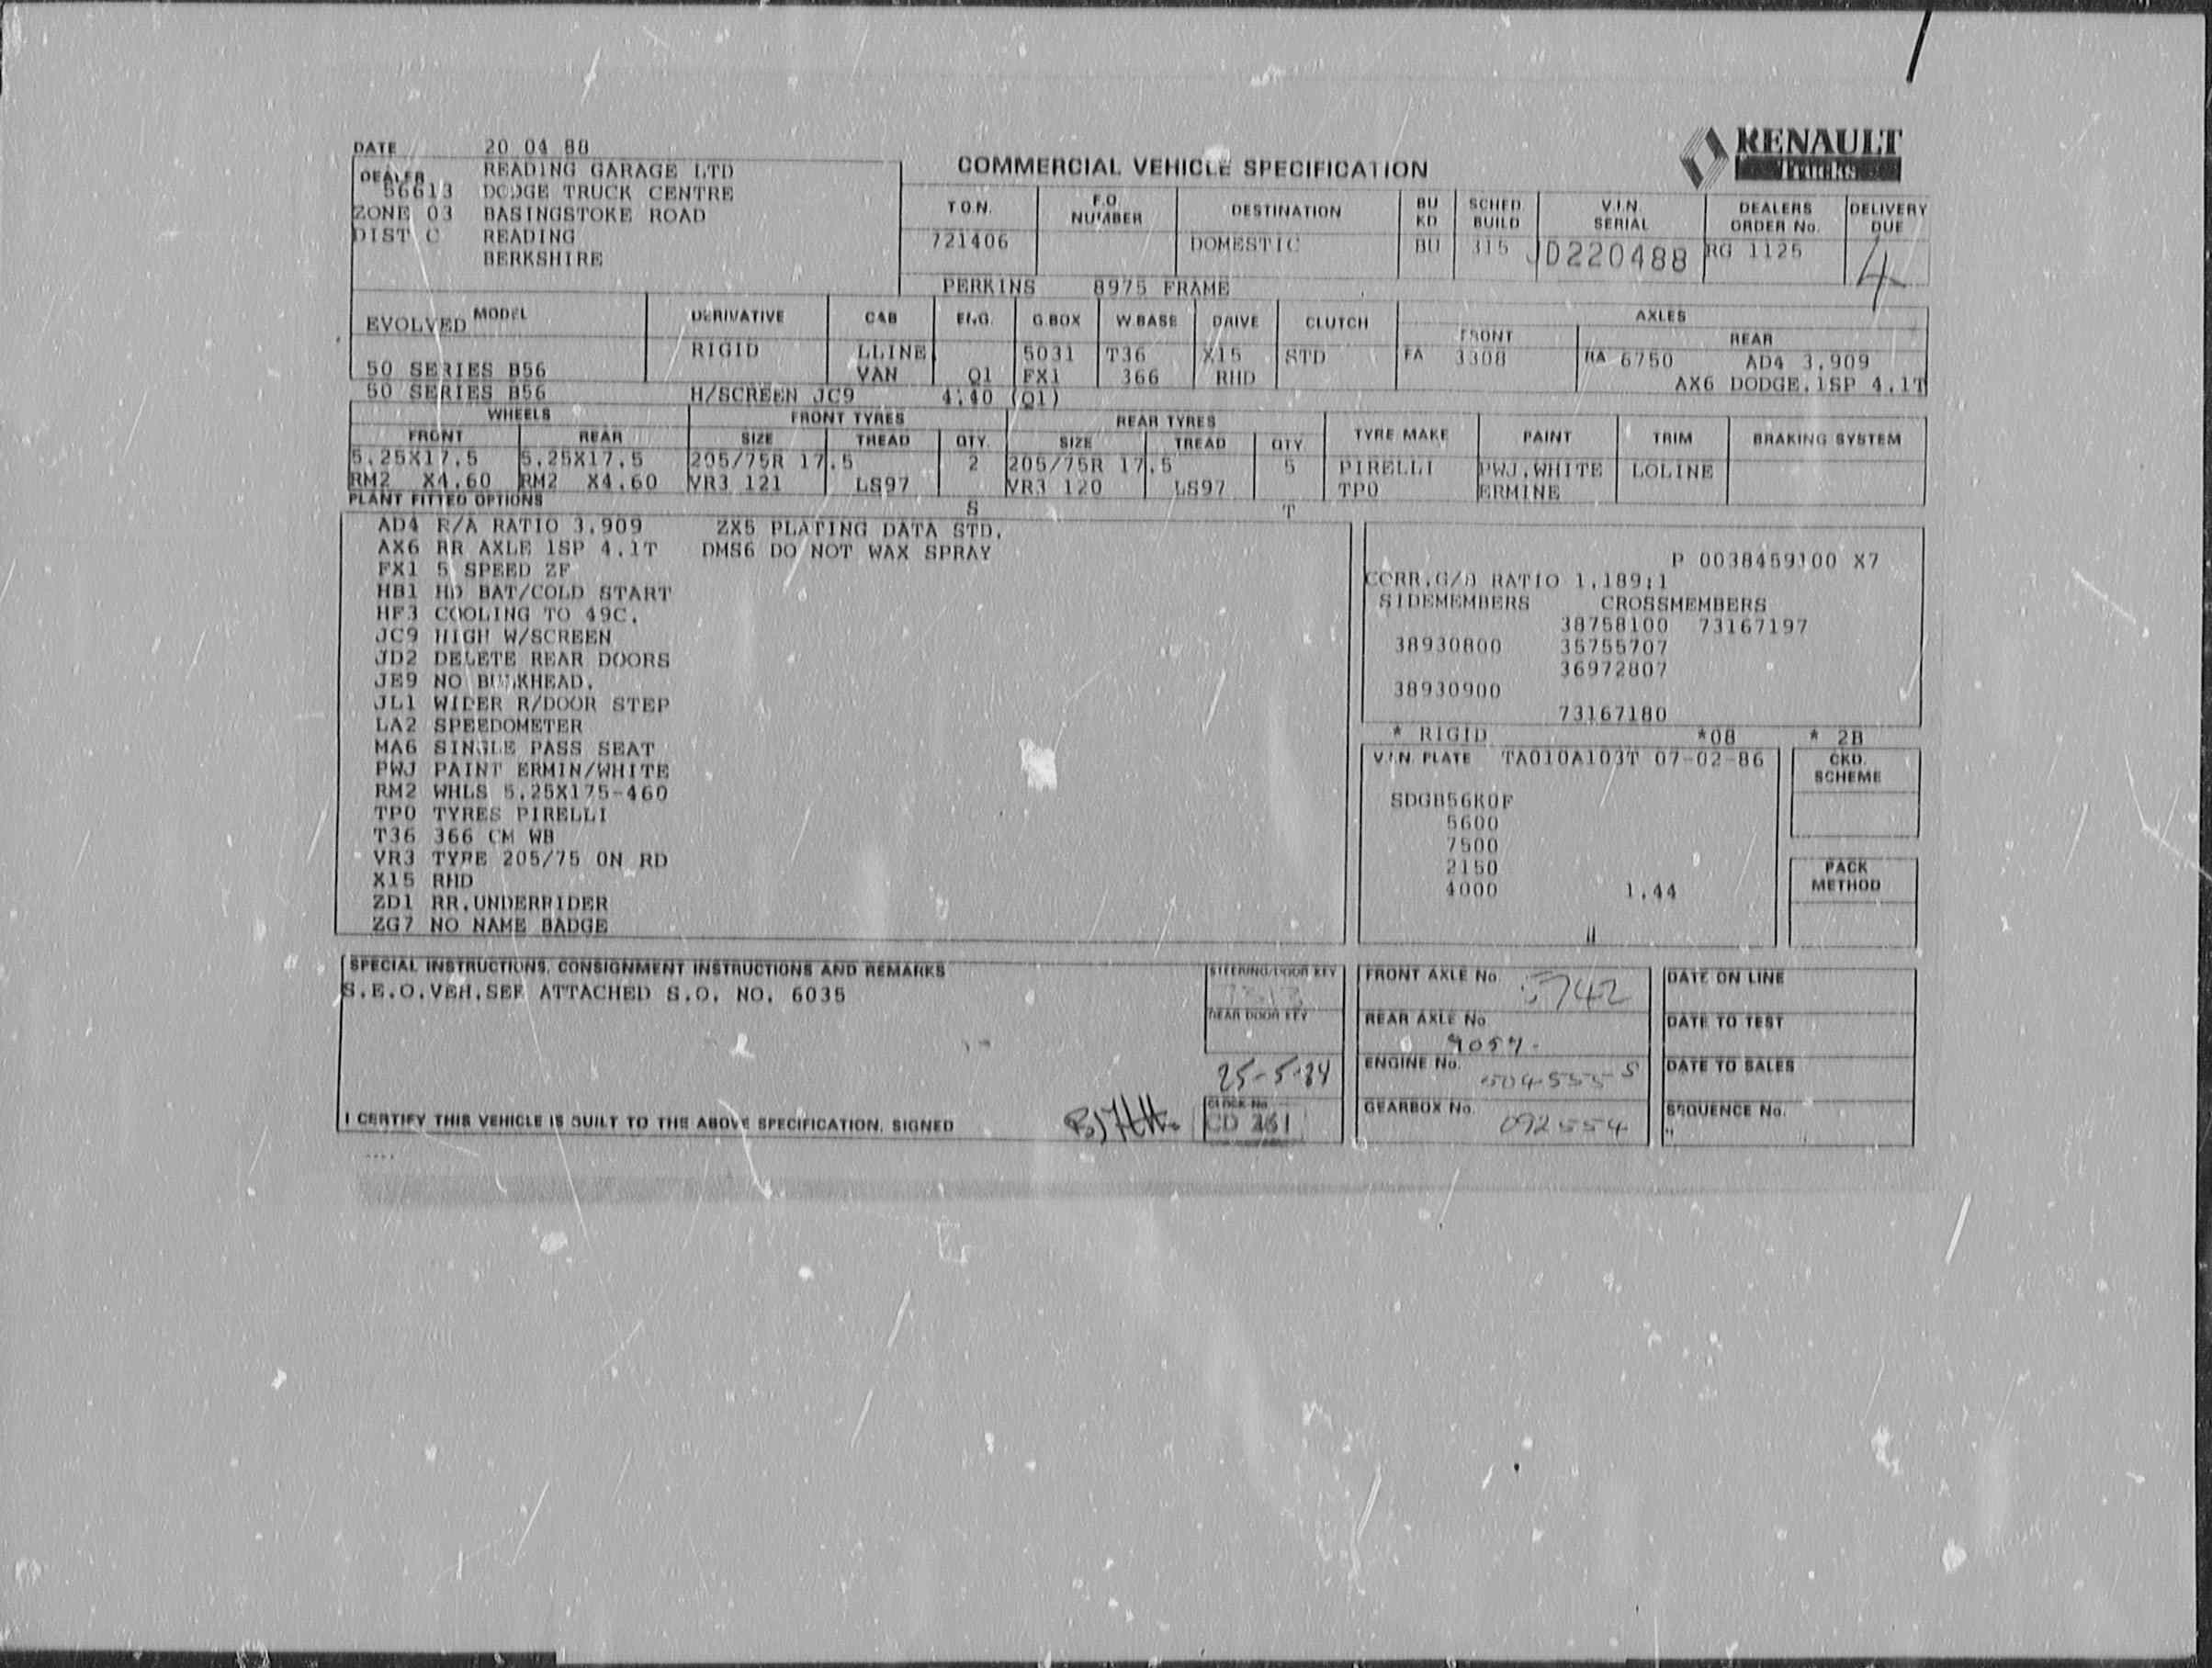 DATE 20 04 88
RENAULT
TRUCKS
COMMERCIAL VEHICLE SPECIFICATION
DEALER READING GARAGE LTD
56613 DODGE TRUCK CENTRE
ZONE 03 BASINGSTOKE ROAD
DIST C READING
BERKSHIRE
T.O.N. F.O. NUMBER DESTINATION BU KD SCHED BUILD V.I.N. SERIAL DEALERS ORDER No. DELIVERY DUE
721406 DOMESTIC BU 315 JD220488 RG 1125 4
PERKINS 8975 FRAME
MODEL DERIVATIVE CAB ENG. G.BOX W BASE DRIVE CLUTCH AXLES
EVOLVED FRONT REAR
RIGID LLINE 5031 T36 X15 STD FA 3308 RA 6750 AD4 3.909
50 SERIES B56 VAN Q1 FX1 366 RHD AX6 DODGE.1SP 4.1T
50 SERIES B56 H/SCREEN JC9 4.40 (Q1)
WHEELS FRONT TYRES REAR TYRES
FRONT REAR SIZE TREAD QTY. SIZE TREAD QTY TYRE MAKE PAINT TRIM BRAKING SYSTEM
5.25X17.5 5.25X17.5 205/75R 17.5 2 205/75R 17.5 5 PIRELLI PWJ.WHITE LOLINE
RM2 X4.60 RM2 X4.60 VR3 121 LS97 VR3 120 LS97 TP0 ERMINE
PLANT FITTED OPTIONS S T
AD4 R/A RATIO 3.909 ZX5 PLATING DATA STD.
AX6 RR AXLE 1SP 4.1T DMS6 DO NOT WAX SPRAY
FX1 5 SPEED ZF
HB1 HD BAT/COLD START
HF3 COOLING TO 49C.
JC9 HIGH W/SCREEN
JD2 DELETE REAR DOORS
JE9 NO BULKHEAD.
JL1 WIDER R/DOOR STEP
LA2 SPEEDOMETER
MA6 SINGLE PASS SEAT
PWJ PAINT ERMIN/WHITE
RM2 WHLS 5.25X175-460
TP0 TYRES PIRELLI
T36 366 CM WB
VR3 TYRE 205/75 ON RD
X15 RHD
ZD1 RR.UNDERRIDER
ZG7 NO NAME BADGE
P 0038459100 X7
CORR.G/B RATIO 1.189:1
SIDEMEMBERS CROSSMEMBERS
38758100 73167197
38930800 35755707
36972807
38930900
73167180
* RIGID *08 * 2B
V.I.N. PLATE TA010A103T 07-02-86
CKD. SCHEME
SDGB56K0F
5600
7500
2150
4000 1.44
PACK METHOD
SPECIAL INSTRUCTIONS, CONSIGNMENT INSTRUCTIONS AND REMARKS
S.E.O.VEH.SEE ATTACHED S.O. NO. 6035
STEERING/DOOR KEY
REAR DOOR KEY
25-5-84
I CERTIFY THIS VEHICLE IS BUILT TO THE ABOVE SPECIFICATION. SIGNED
CLOCK No.
CD 261
FRONT AXLE No. 5742
REAR AXLE No 9057.
ENGINE No.
GEARBOX No. 092554
DATE ON LINE
DATE TO TEST
DATE TO SALES
SEQUENCE No.